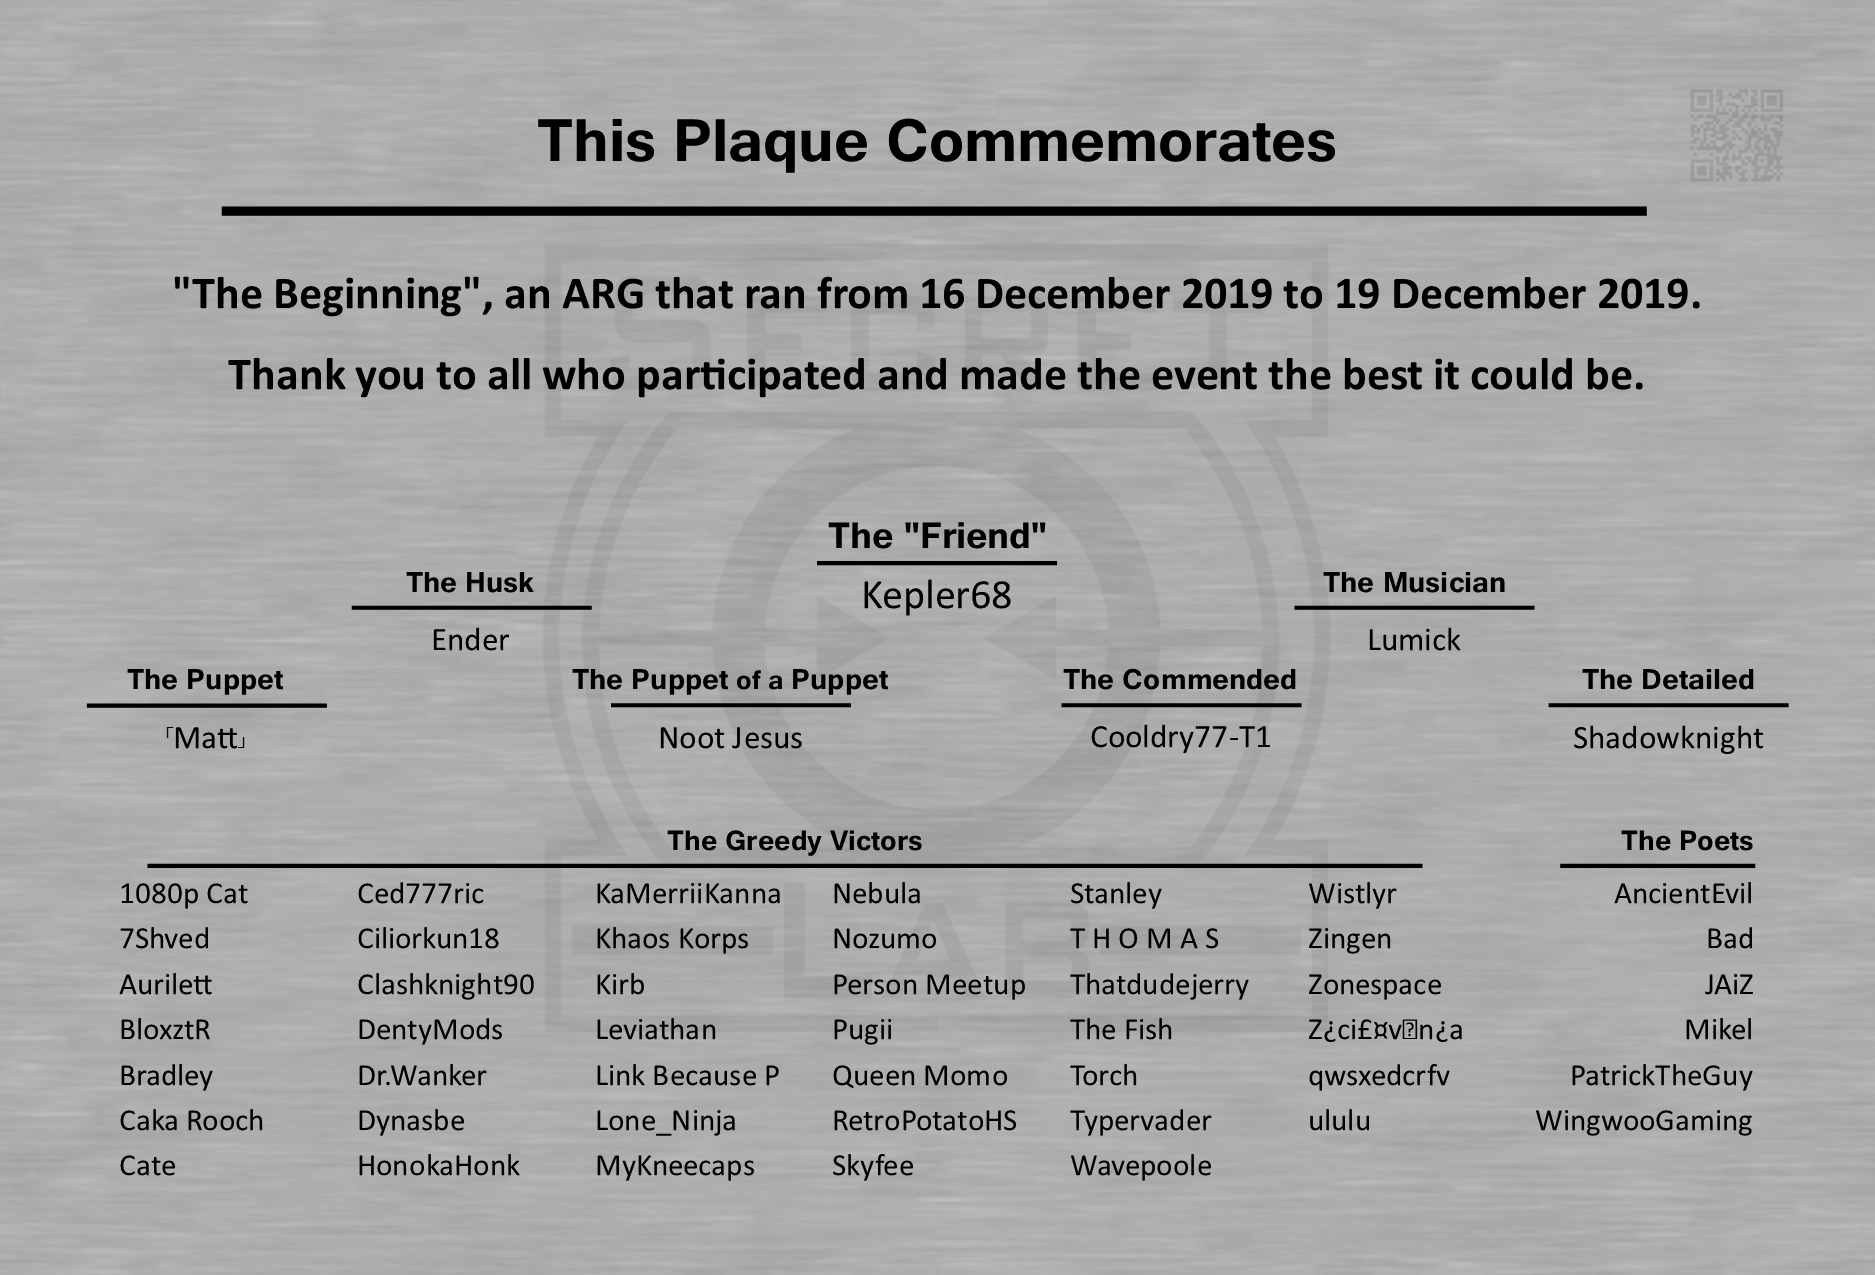 This Plaque Commemorates
"The Beginning", an ARG that ran from 16 December 2019 to 19 December 2019.
Thank you to all who participated and made the event the best it could be.
SECRET
LAB
The "Friend"
Kepler68
The Husk
Ender
The Musician
Lumick
The Puppet
「Matt」
The Puppet of a Puppet
Noot Jesus
The Commended
Cooldry77-T1
The Detailed
Shadowknight
The Greedy Victors
1080p Cat
7Shved
Aurilett
BloxztR
Bradley
Caka Rooch
Cate
Ced777ric
Ciliorkun18
Clashknight90
DentyMods
Dr.Wanker
Dynasbe
HonokaHonk
KaMerriiKanna
Khaos Korps
Kirb
Leviathan
Link Because P
Lone_Ninja
MyKneecaps
Nebula
Nozumo
Person Meetup
Pugii
Queen Momo
RetroPotatoHS
Skyfee
Stanley
T H O M A S
Thatdudejerry
The Fish
Torch
Typervader
Wavepoole
Wistlyr
Zingen
Zonespace
qwsxedcrfv
ululu
The Poets
AncientEvil
Bad
JAiZ
Mikel
PatrickTheGuy
WingwooGaming